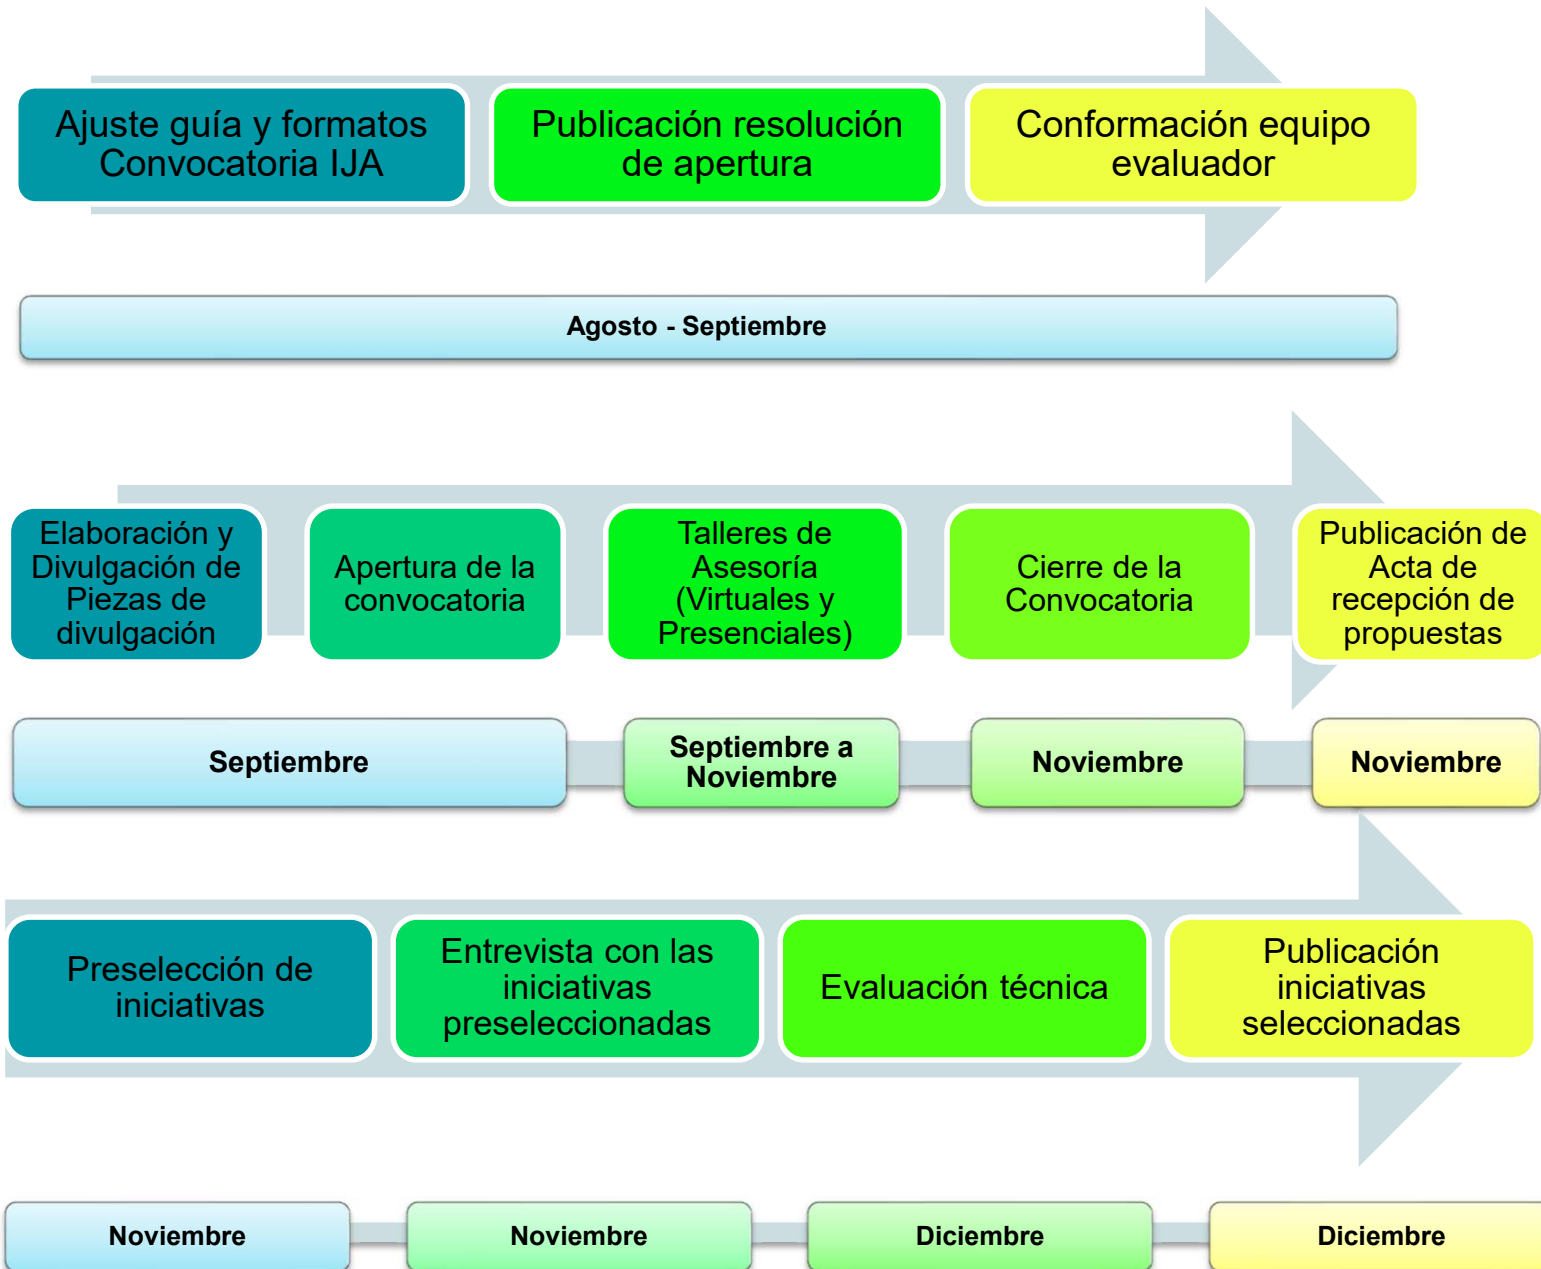 Ajuste guía y formatos
Convocatoria IJA
Publicación resolución
de apertura
Conformación equipo
evaluador
Agosto - Septiembre
Elaboración y
Divulgación de
Piezas de
divulgación
Apertura de la
convocatoria
Talleres de
Asesoría
(Virtuales y
Presenciales)
Cierre de la
Convocatoria
Publicación de
Acta de
recepción de
propuestas
Septiembre
Septiembre a
Noviembre
Noviembre
Noviembre
Preselección de
iniciativas
Entrevista con las
iniciativas
preseleccionadas
Evaluación técnica
Publicación
iniciativas
seleccionadas
Noviembre
Noviembre
Diciembre
Diciembre